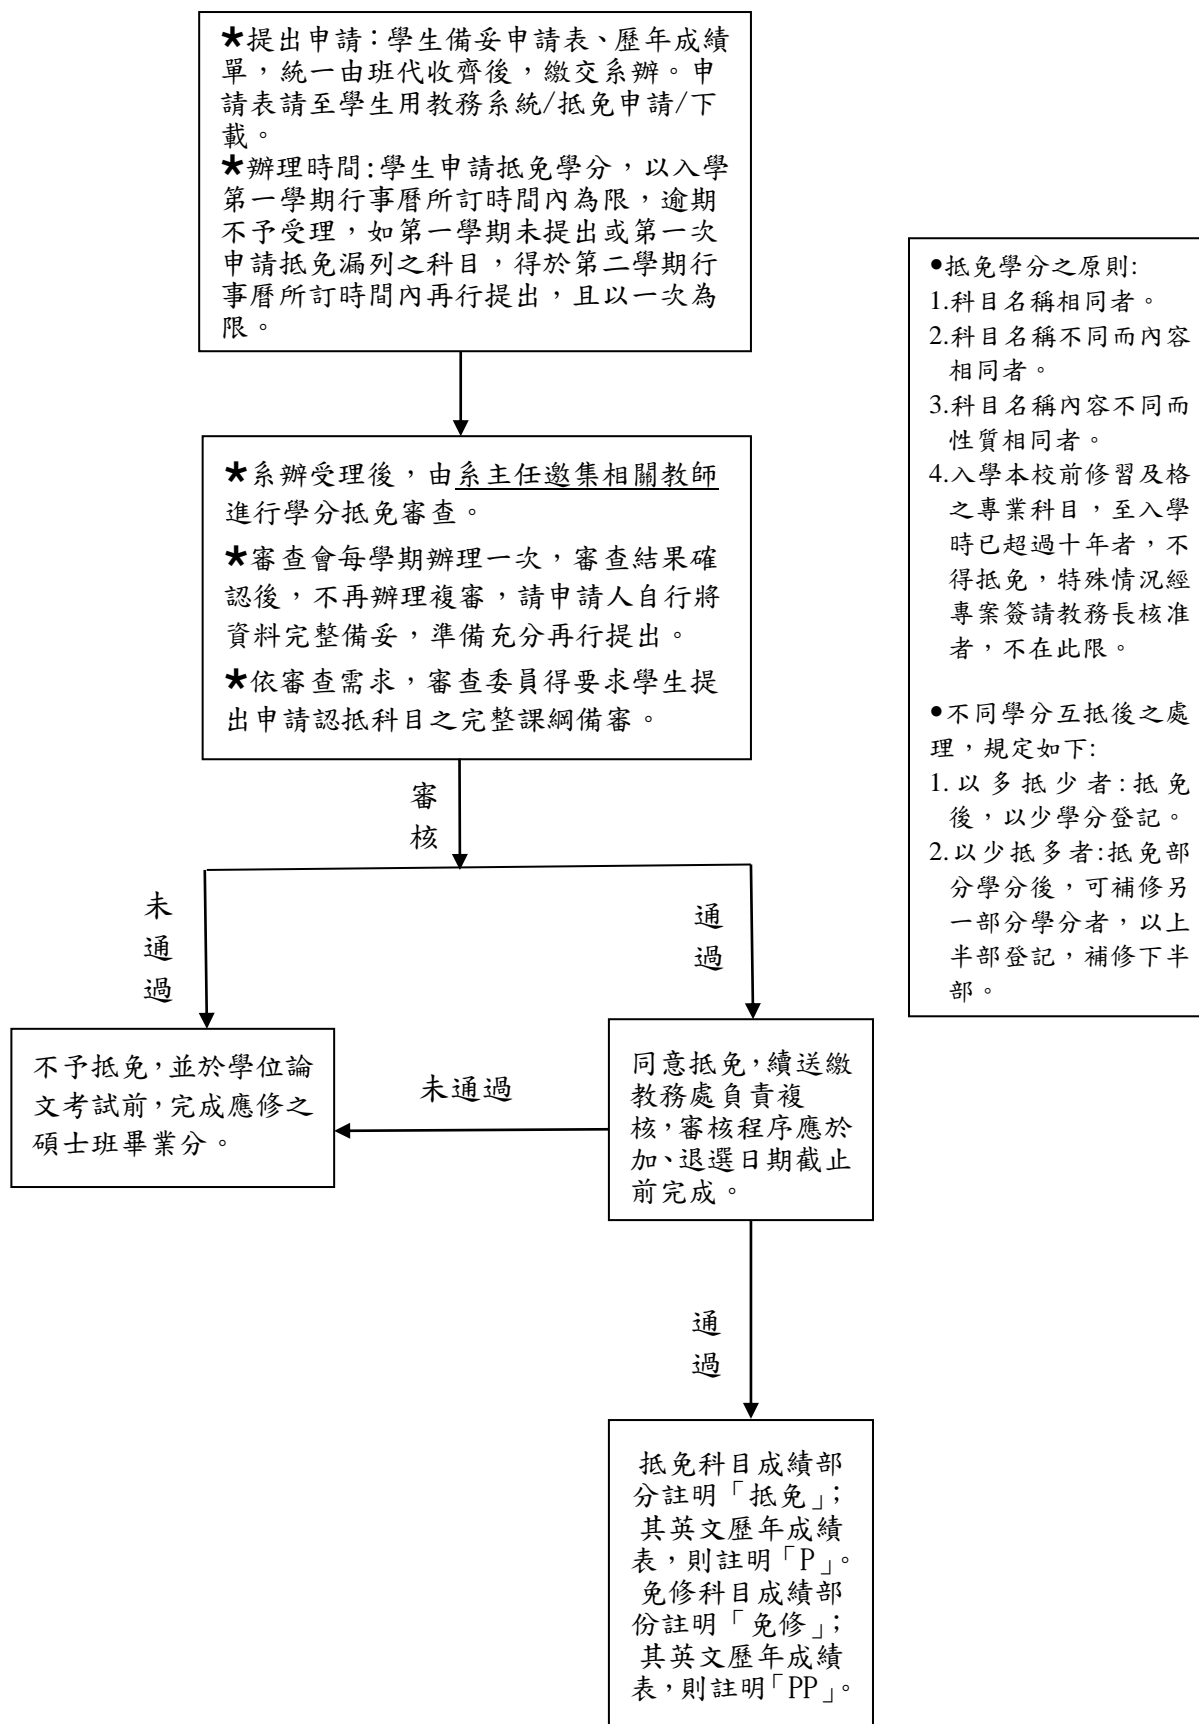 ★提出申請：學生備妥申請表、歷年成績
單，統一由班代收齊後，繳交系辦。申
請表請至學生用教務系統/抵免申請/下
載。
★辦理時間:學生申請抵免學分，以入學
第一學期行事曆所訂時間內為限，逾期
不予受理，如第一學期未提出或第一次
申請抵免漏列之科目，得於第二學期行
事曆所訂時間內再行提出，且以一次為
限。
★系辦受理後，由系主任邀集相關教師
進行學分抵免審查。
★審查會每學期辦理一次，審查結果確
認後，不再辦理複審，請申請人自行將
資料完整備妥，準備充分再行提出。
★依審查需求，審查委員得要求學生提
出申請認抵科目之完整課綱備審。
審
核
未
通
過
通
過
不予抵免，並於學位論
文考試前，完成應修之
碩士班畢業分。
未通過
同意抵免，續送繳
教務處負責複
核，審核程序應於
加、退選日期截止
前完成。
通
過
抵免科目成績部
分註明「抵免」；
其英文歷年成績
表，則註明「P」。
免修科目成績部
份註明「免修」；
其英文歷年成績
表，則註明「PP」。
●抵免學分之原則:
1.科目名稱相同者。
2.科目名稱不同而內容
相同者。
3.科目名稱內容不同而
性質相同者。
4.入學本校前修習及格
之專業科目，至入學
時已超過十年者，不
得抵免，特殊情況經
專案簽請教務長核准
者，不在此限。
●不同學分互抵後之處
理，規定如下:
1.以多抵少者:抵免
後，以少學分登記。
2.以少抵多者:抵免部
分學分後，可補修另
一部分學分者，以上
半部登記，補修下半
部。